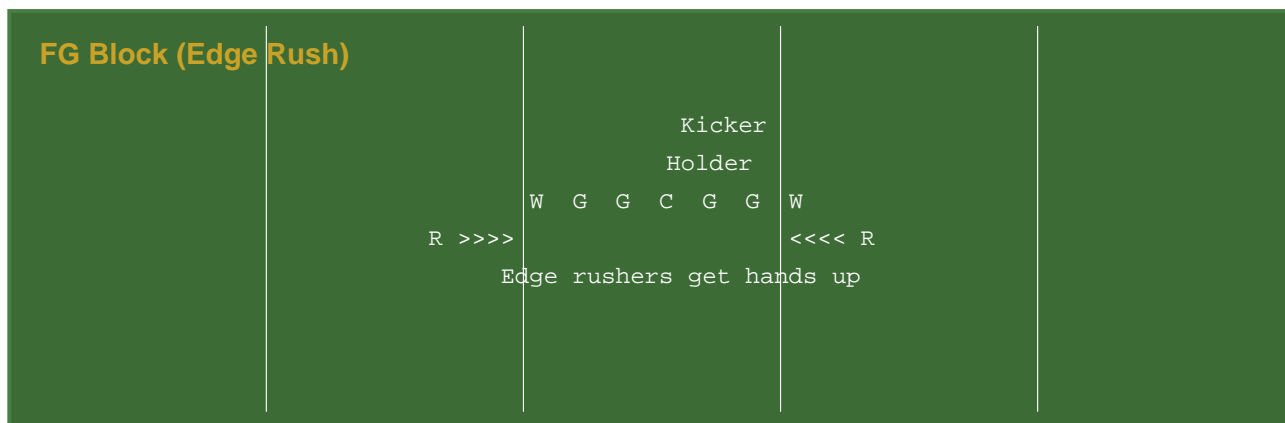 FG Block (Edge Rush)
Kicker
Holder
W G G C G G W
R >>>> <<<< R
Edge rushers get hands up